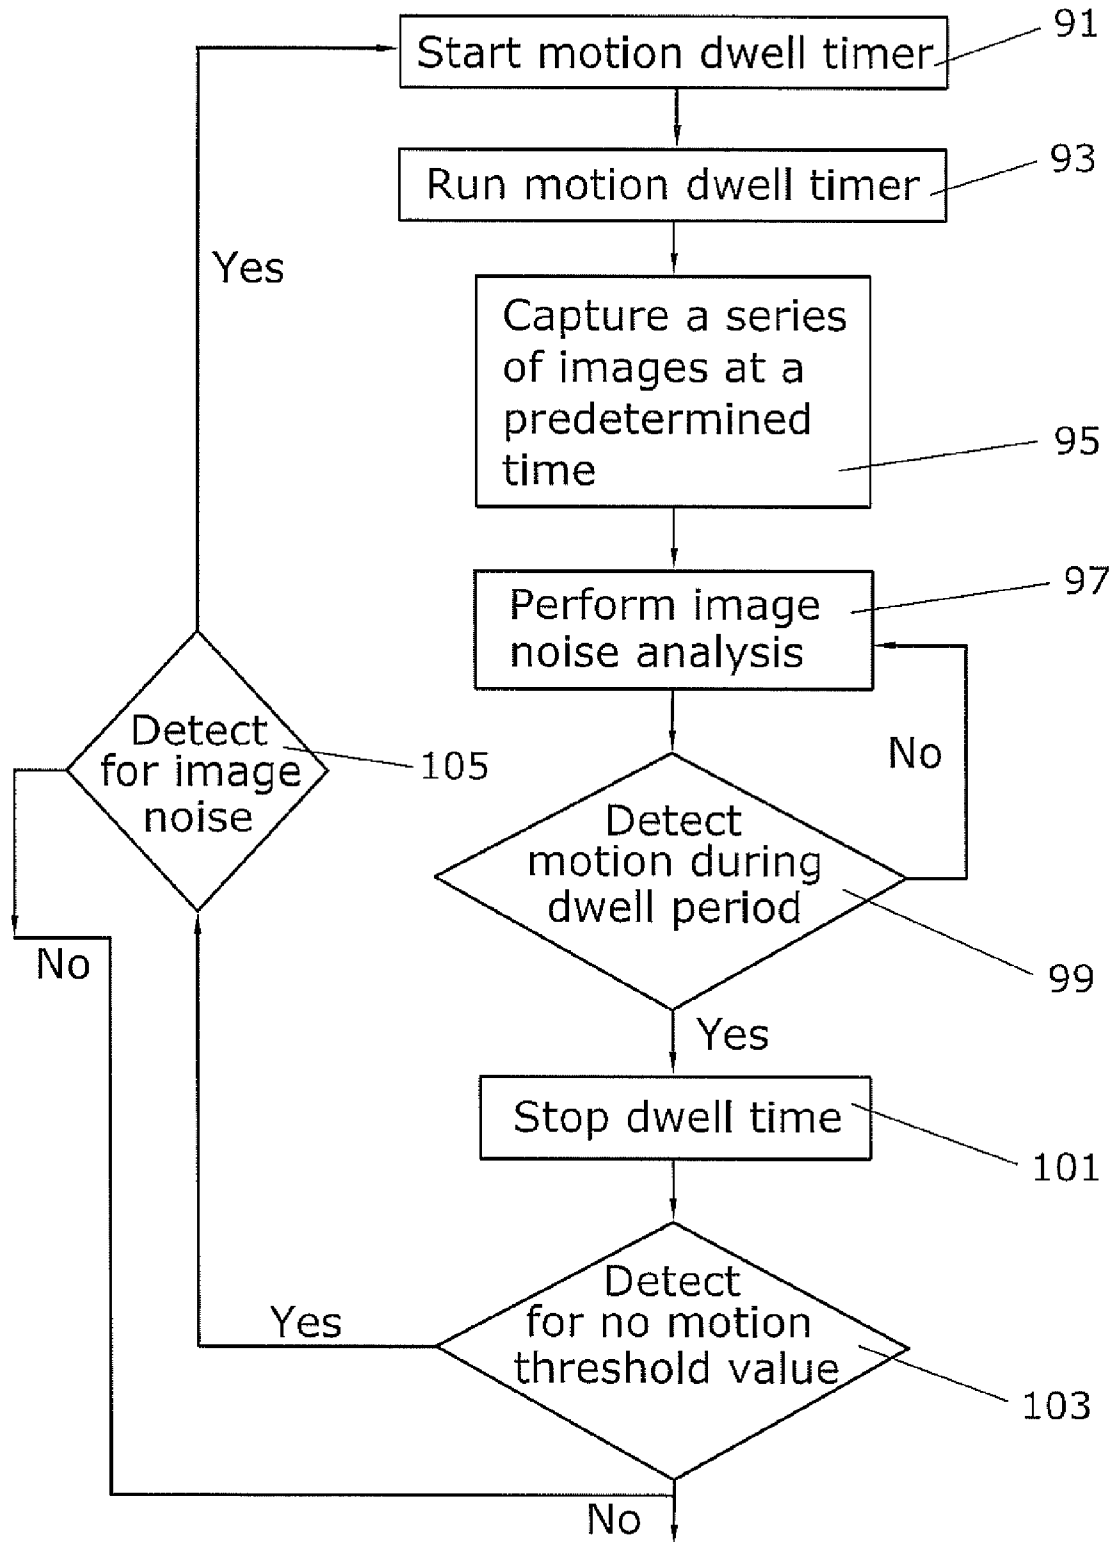 Start motion dwell timer
91
Run motion dwell timer
93
Yes
Capture a series
of images at a
predetermined
time
95
Perform image
noise analysis
97
Detect
for image
noise
105
No
Detect
motion during
dwell period
No
99
Yes
Stop dwell time
101
Detect
for no motion
threshold value
103
Yes
No